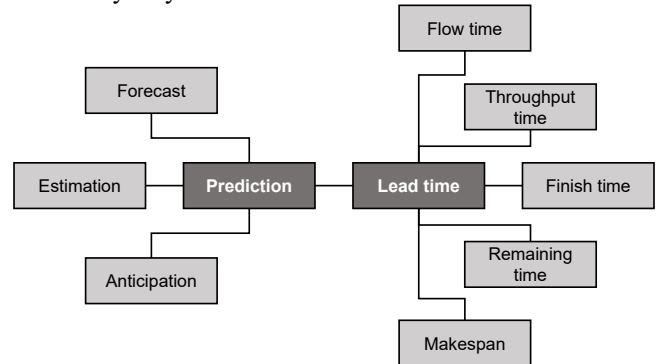 Flow time
Forecast
Throughput
time
Estimation
Prediction
Lead time
Finish time
Anticipation
Remaining
time
Makespan